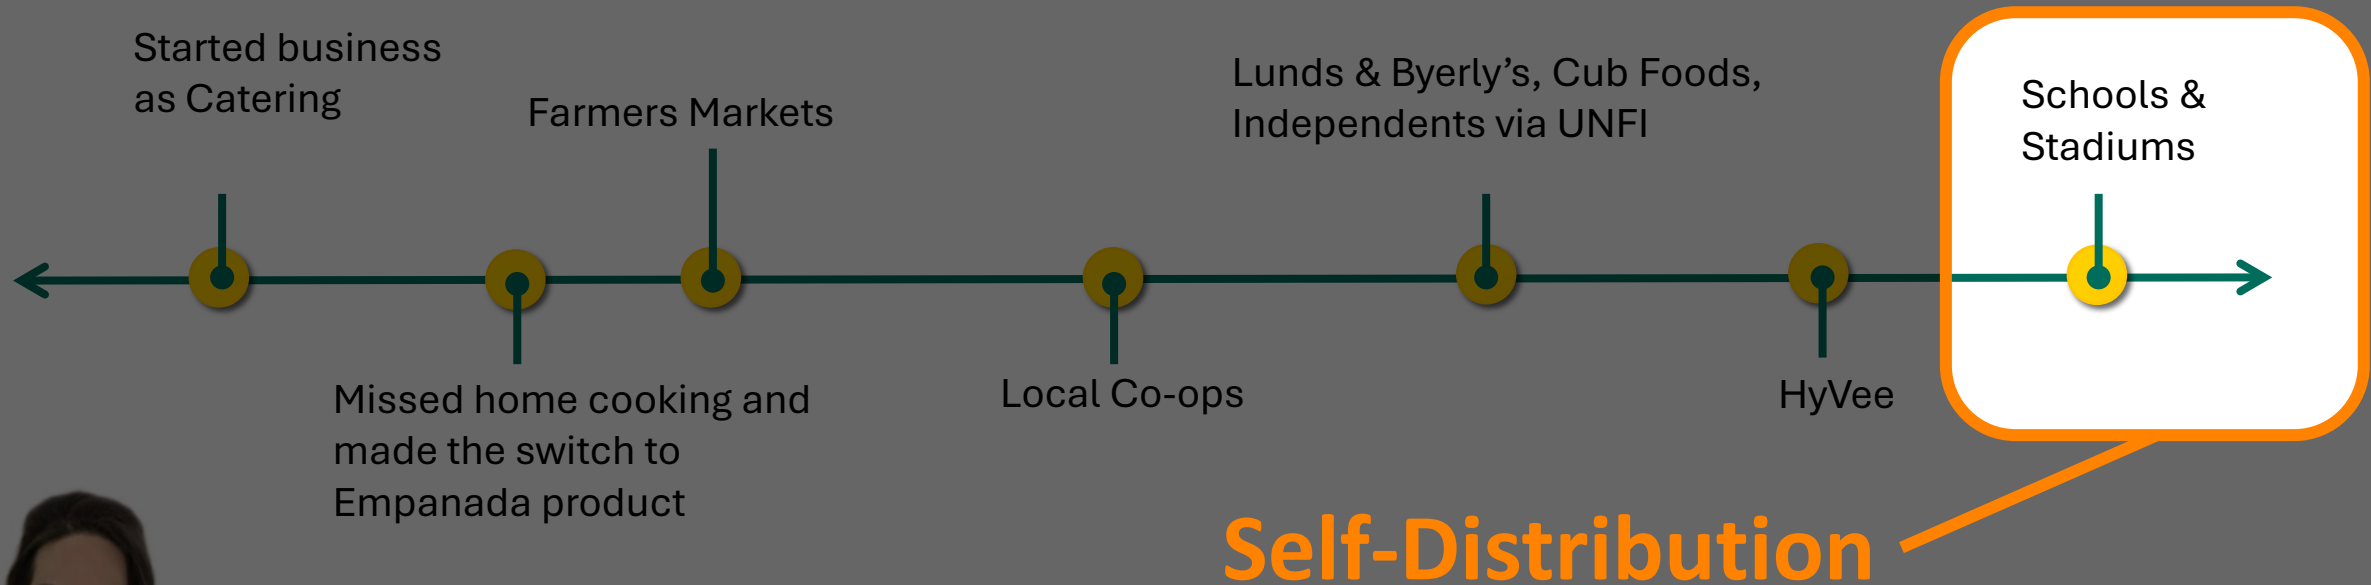 Started business
as Catering
Missed home cooking and
made the switch to
Empanada product
Farmers Markets
Local Co-ops
Lunds & Byerly’s, Cub Foods,
Independents via UNFI
HyVee
Schools &
Stadiums
Self-Distribution